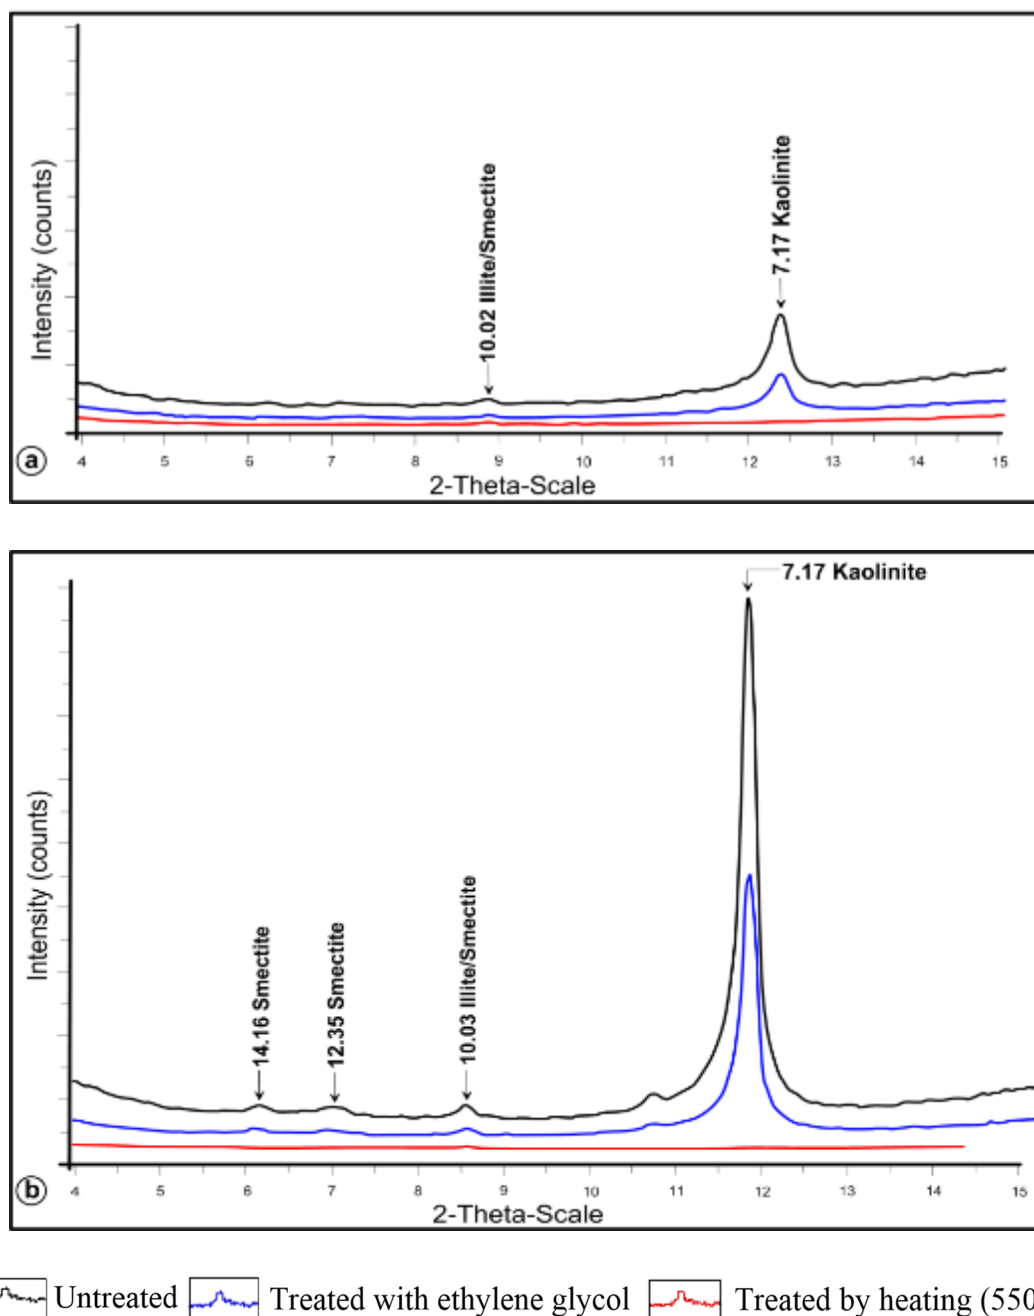 Intensity (counts)
10.02 Illite/Smectite
7.17 Kaolinite
4 5 6 7 8 9 10 11 12 13 14 15
a
2-Theta-Scale
7.17 Kaolinite
Intensity (counts)
14.16 Smectite
12.35 Smectite
10.03 Illite/Smectite
4 5 6 7 8 9 10 11 12 13 14 15
b
2-Theta-Scale
Untreated Treated with ethylene glycol Treated by heating (550